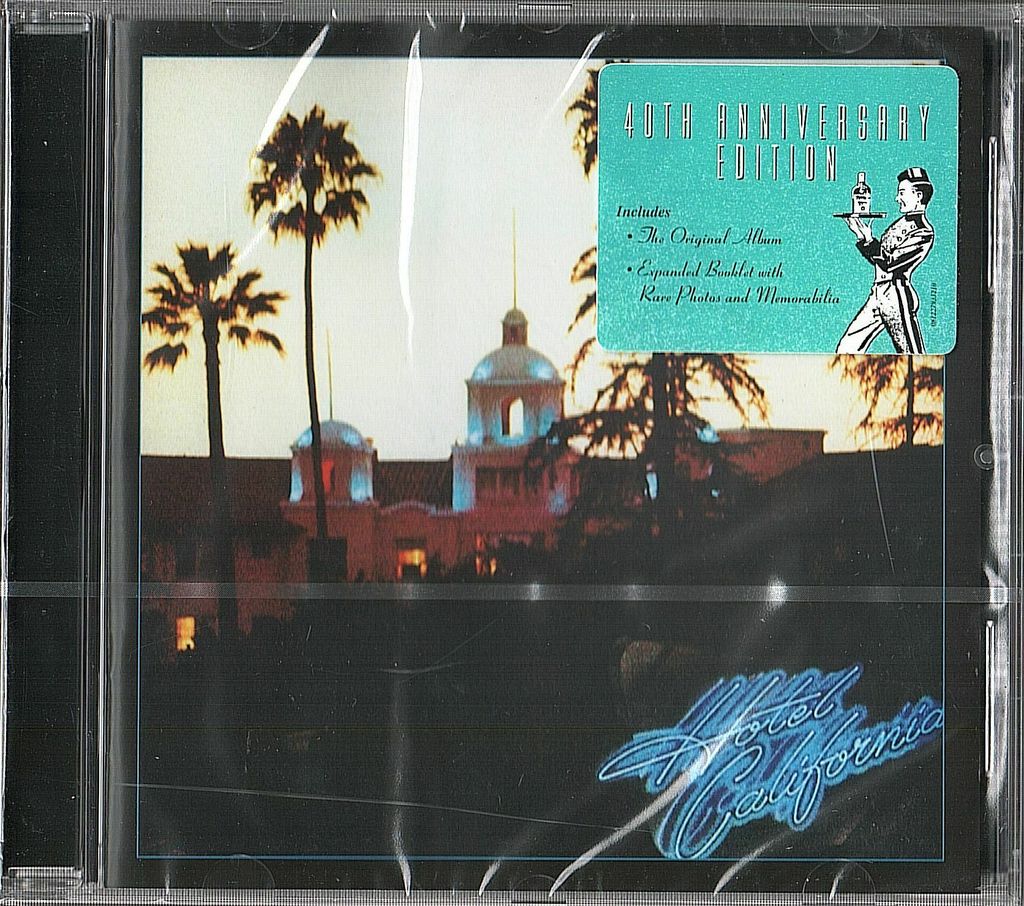 40TH ANNIVERSARY
EDITION
Includes
• The Original Album
• Expanded Booklet with
Rare Photos and Memorabilia
Hotel
California